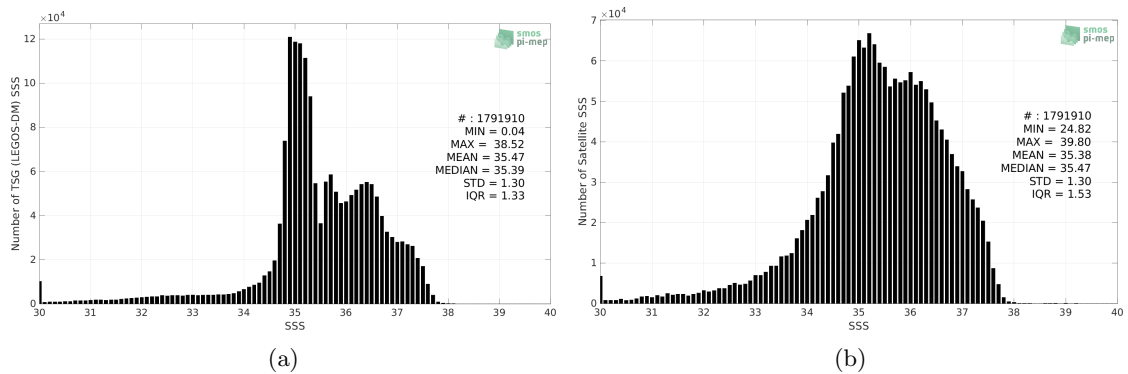 ×10⁴
12
10
8
6
4
2
0
Number of TSG (LEGOS-DM) SSS
smos
pi-mep
# : 1791910
MIN = 0.04
MAX = 38.52
MEAN = 35.47
MEDIAN = 35.39
STD = 1.30
IQR = 1.33
30 31 32 33 34 35 36 37 38 39 40
SSS
(a)
×10⁴
7
6
5
4
3
2
1
0
Number of Satellite SSS
smos
pi-mep
# : 1791910
MIN = 24.82
MAX = 39.80
MEAN = 35.38
MEDIAN = 35.47
STD = 1.30
IQR = 1.53
30 31 32 33 34 35 36 37 38 39 40
SSS
(b)